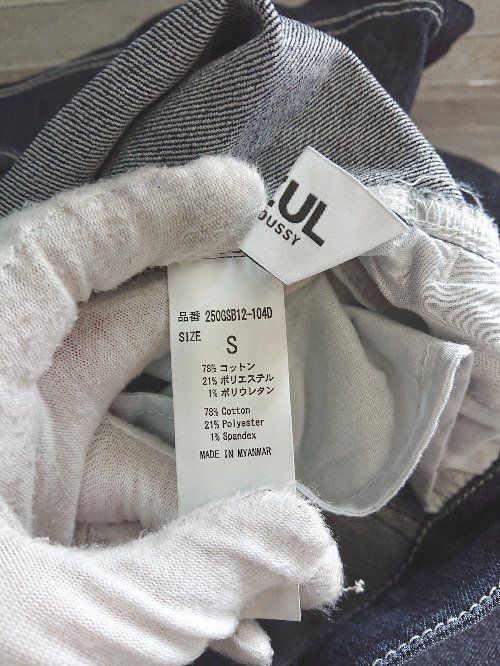 .UL
OUSSY
品番 250GSB12-104D
SIZE
S
78% コットン
21% ポリエステル
1% ポリウレタン
78% Cotton
21% Polyester
1% Spandex
MADE IN MYANMAR